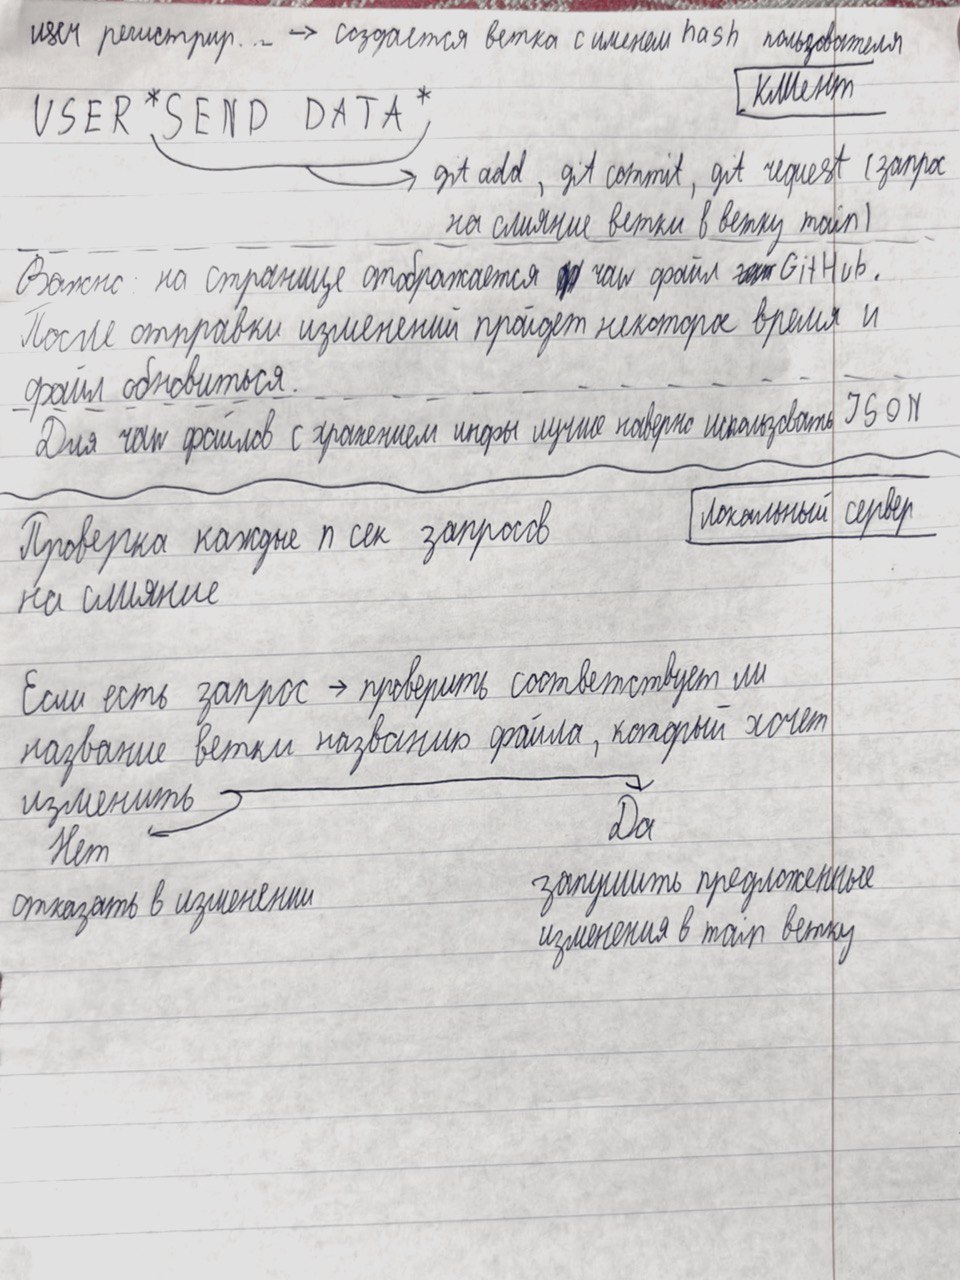 user регистрир... → создается ветка с именем hash пользователя
Клиент
USER *SEND DATA*
git add, git commit, git request (запрос
на слияние ветки в ветку main)
Важно: на странице отображается raw файл GitHub.
После отправки изменений пройдет некоторое время и
файл обновиться.
Для raw файлов с хранением инфы лучше наверно использовать JSON
Локальный сервер
Проверка каждые n сек запросов
на слияние
Если есть запрос → проверить соответствует ли
название ветки названию файла, который хочет
изменить
Нет
Да
отказать в изменении
запушить предложенные
изменения в main ветку